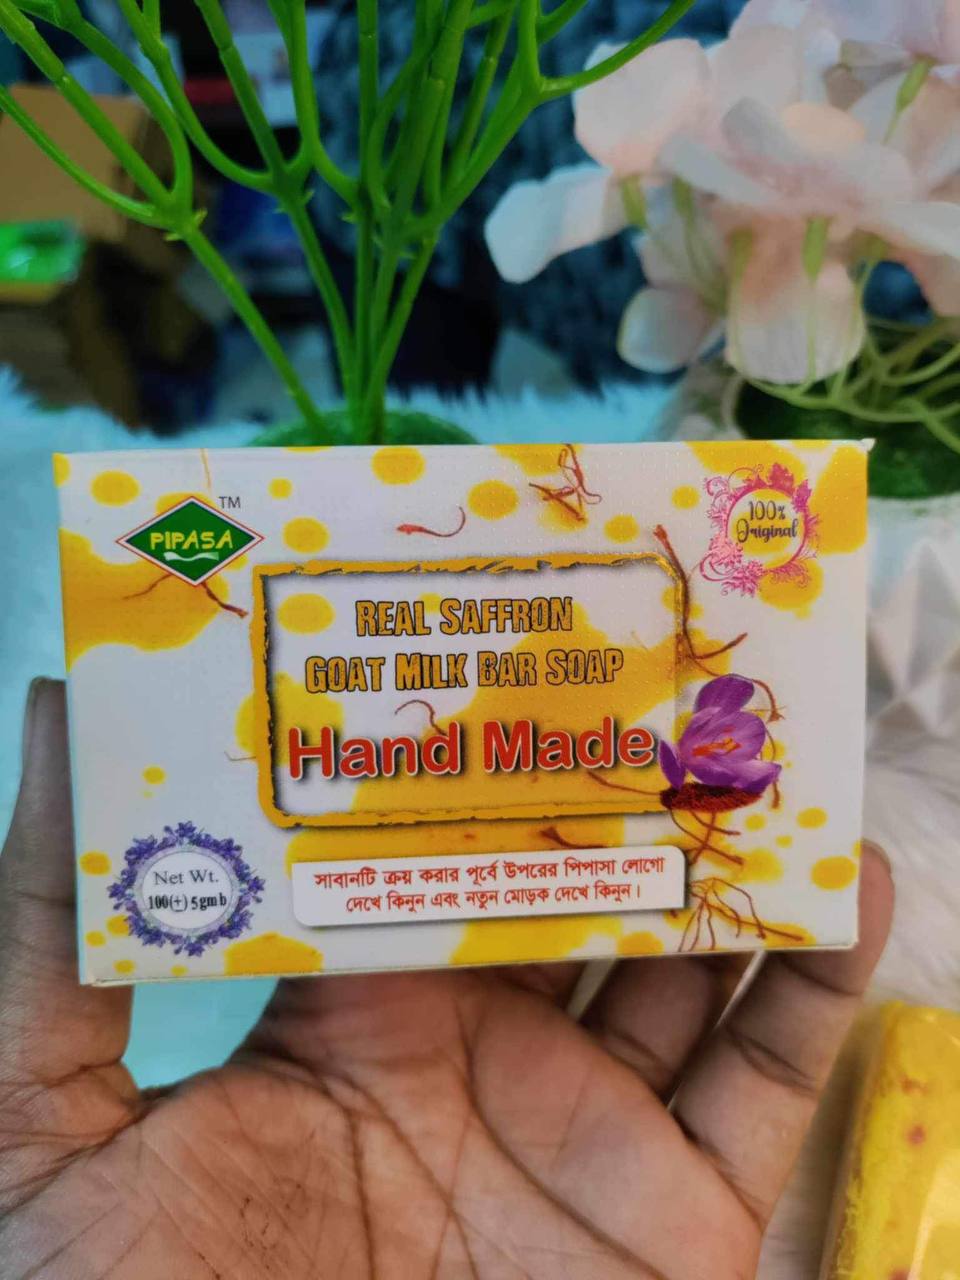 PIPASA
TM
100%
Original
REAL SAFFRON
GOAT MILK BAR SOAP
Hand Made
Net Wt.
100(±) 5gmb
সাবানটি ক্রয় করার পূর্বে উপরের পিপাসা লোগো
দেখে কিনুন এবং নতুন মোড়ক দেখে কিনুন।